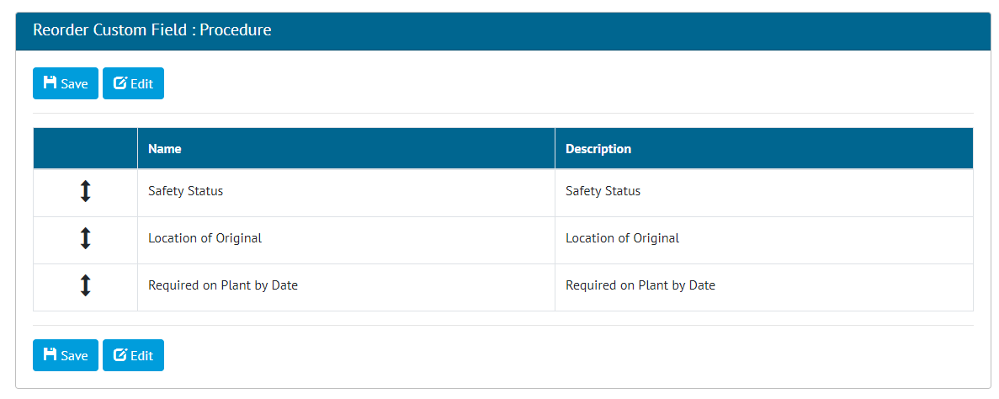 Reorder Custom Field : Procedure
Save Edit
Name Description
Safety Status Safety Status
Location of Original Location of Original
Required on Plant by Date Required on Plant by Date
Save Edit